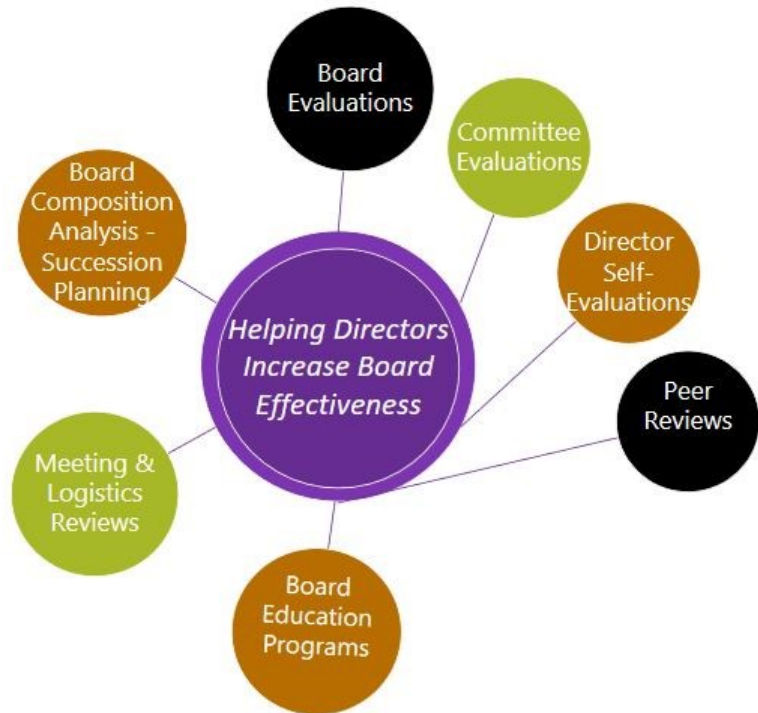 Board
Evaluations
Committee
Evaluations
Director
Self-
Evaluations
Peer
Reviews
Board
Education
Programs
Meeting &
Logistics
Reviews
Board
Composition
Analysis -
Succession
Planning
Helping Directors
Increase Board
Effectiveness